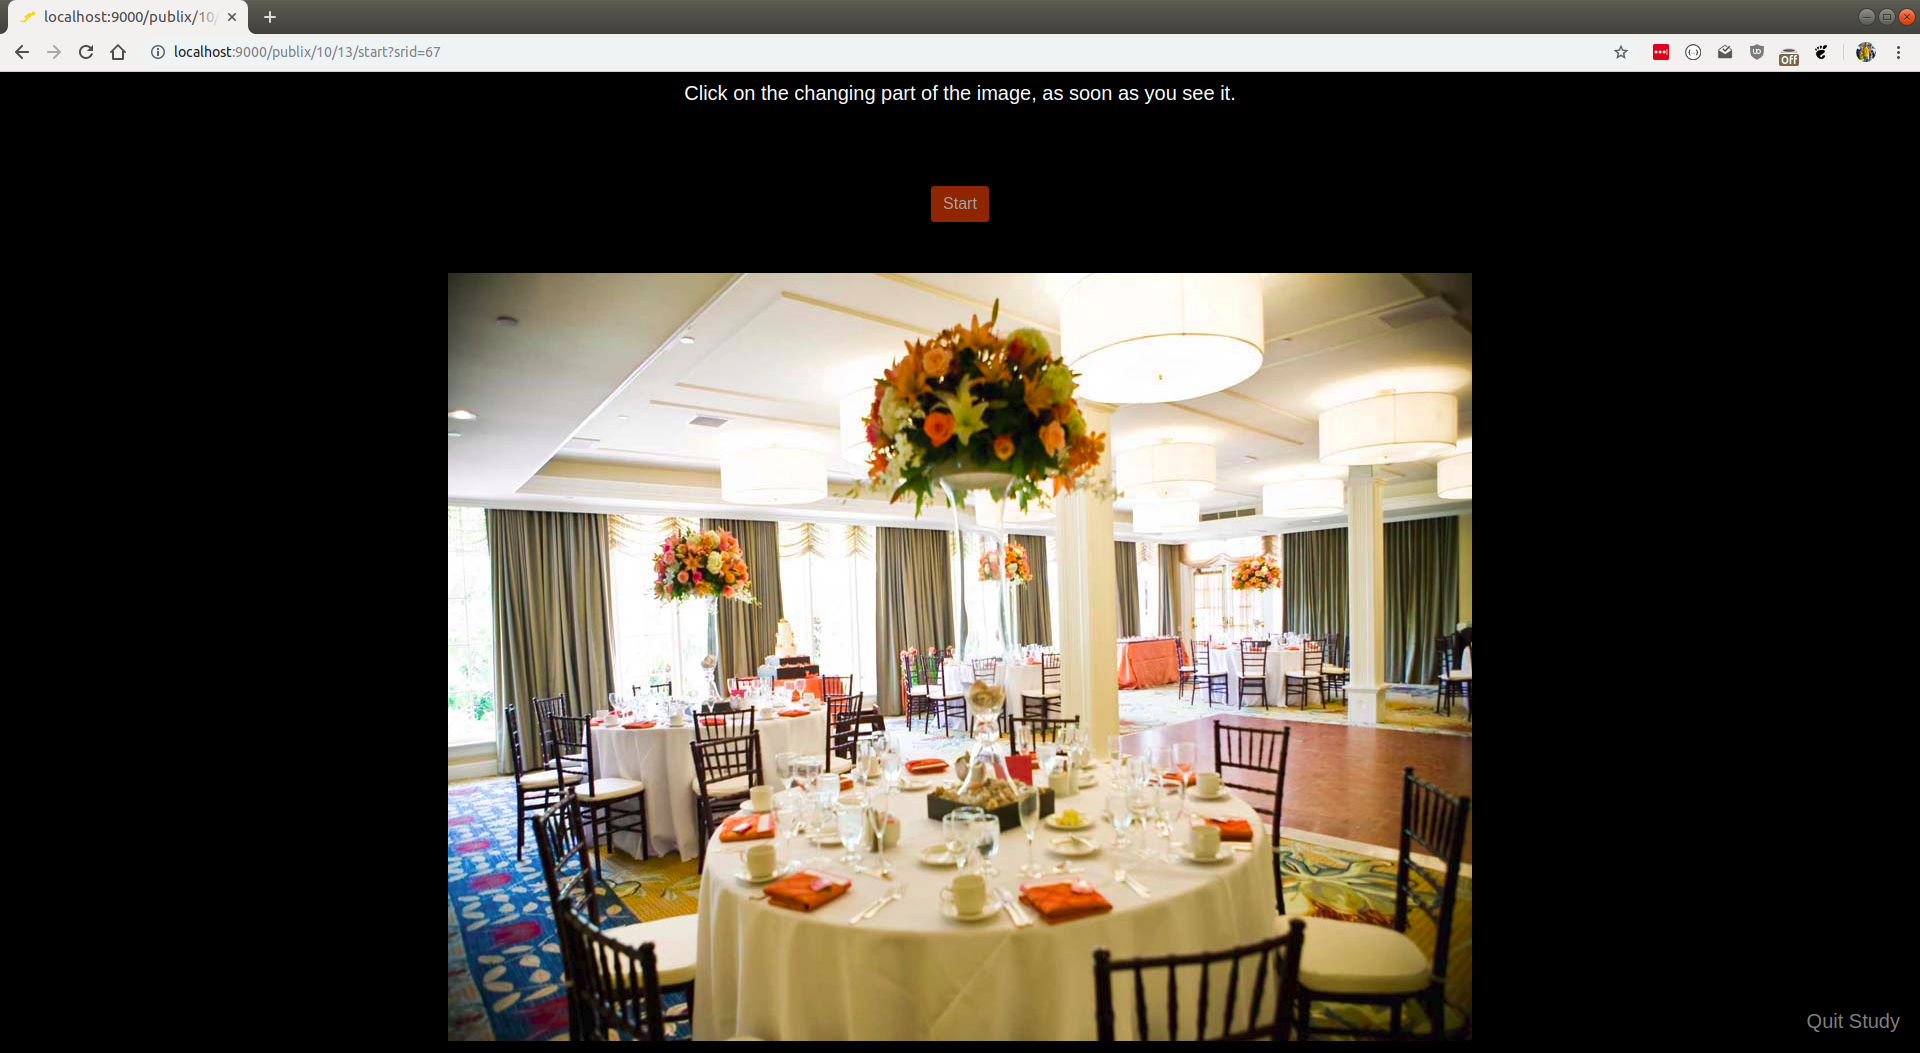 localhost:9000/publix/10/
localhost:9000/publix/10/13/start?srid=67
Off
Click on the changing part of the image, as soon as you see it.
Start
Quit Study